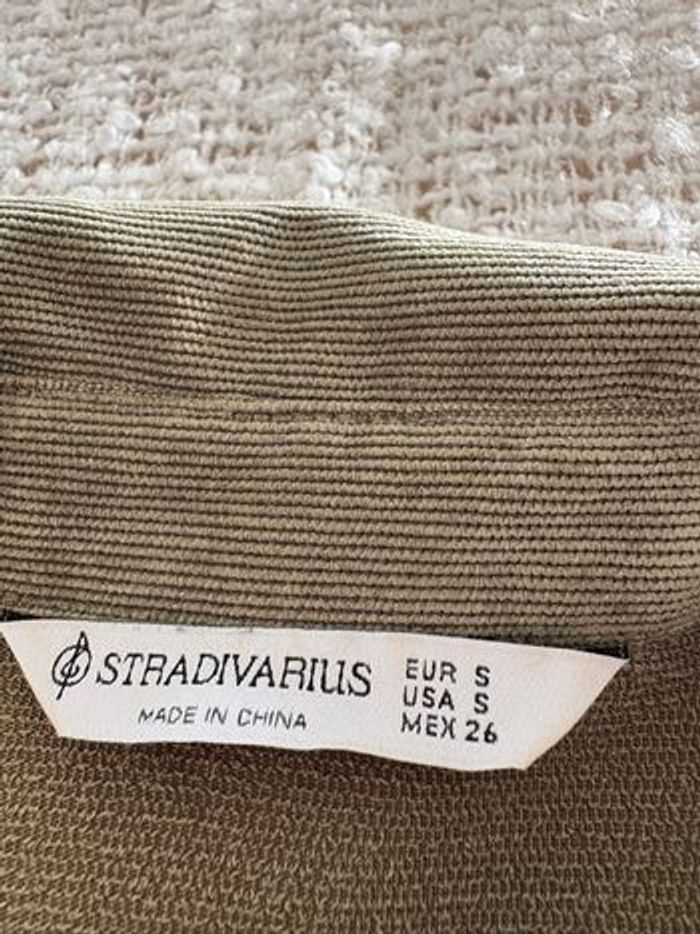 STRADIVARIUS
MADE IN CHINA
EUR S
USA S
MEX 26